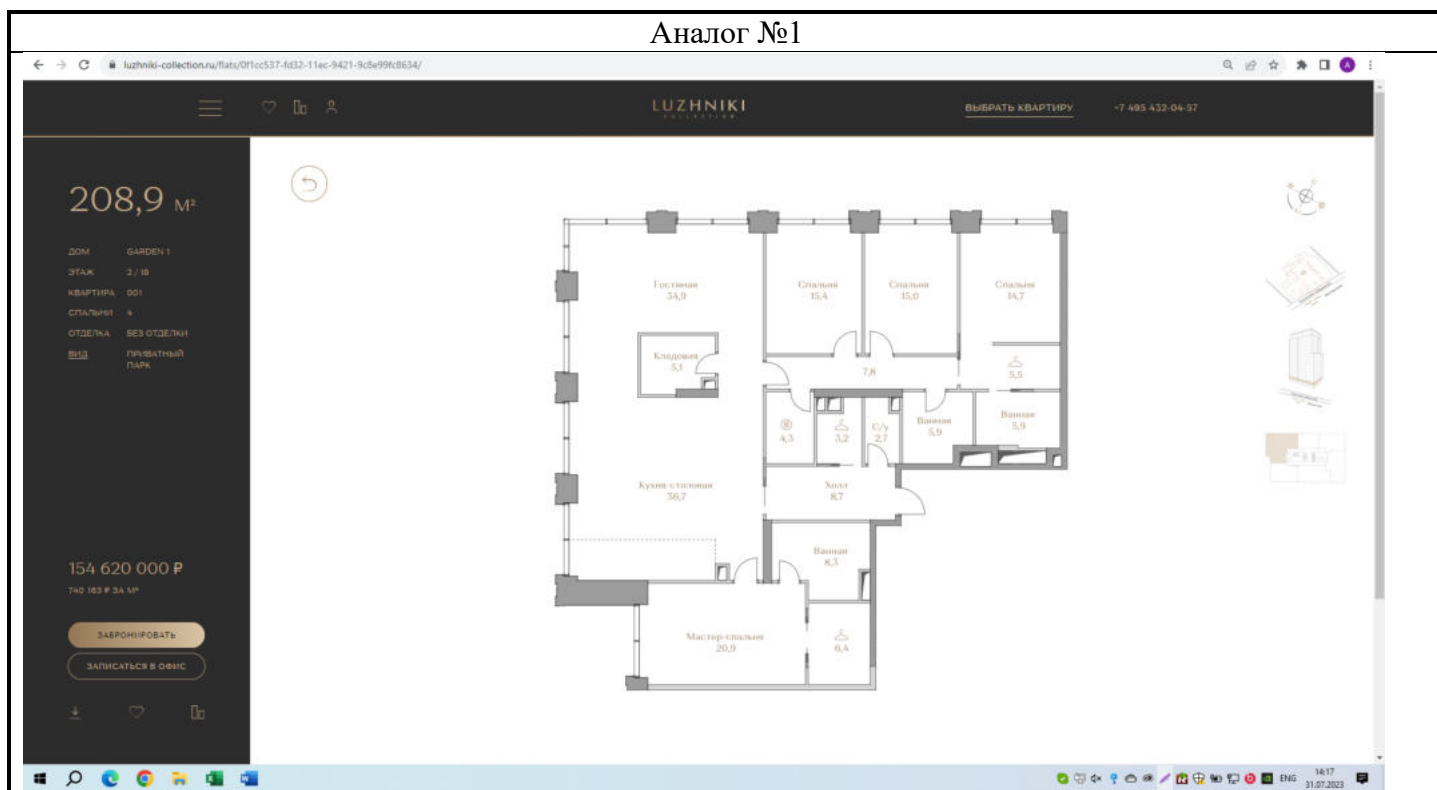 Аналог №1
luzhniki-collection.ru/flats/0f1cc537-fd32-11ec-9421-9c8e99fc8634/
LUZHNIKI
COLLECTION
ВЫБРАТЬ КВАРТИРУ
+7 495 432-04-57
208,9 М²
ДОМ GARDEN 1
ЭТАЖ 2 / 18
КВАРТИРА 001
СПАЛЬНИ 4
ОТДЕЛКА БЕЗ ОТДЕЛКИ
ВИД ПРИВАТНЫЙ
ПАРК
154 620 000 ₽
740 163 ₽ ЗА М²
ЗАБРОНИРОВАТЬ
ЗАПИСАТЬСЯ В ОФИС
Гостиная
34,9
Спальня
15,4
Спальня
15,0
Спальня
14,7
Кладовая
5,1
7,8
5,5
4,3
3,2
С/у
2,7
Ванная
5,9
Ванная
5,9
Кухня-столовая
36,7
Холл
8,7
Ванная
8,3
Мастер-спальня
20,9
6,4
ENG
14:17
31.07.2023